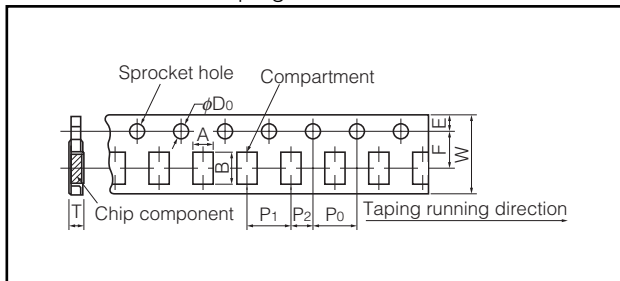 Sprocket hole
Compartment
ϕD0
A
B
E
F
W
T
Chip component
P1
P2
P0
Taping running direction